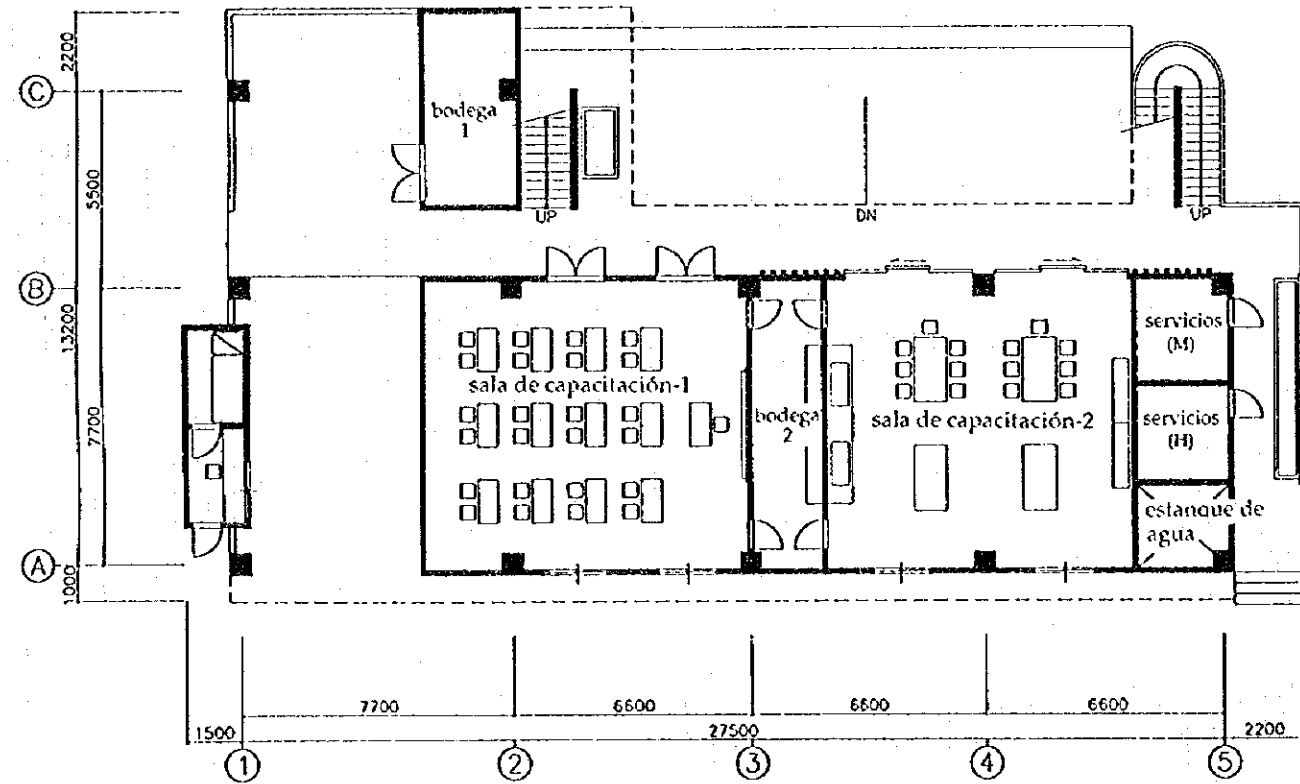 2200
C
bodega
1
5500
UP
DN
UP
B
13200
servicios
(M)
sala de capacitación-1
7700
bodega
2
sala de capacitación-2
servicios
(H)
estanque de
agua
A
1000
7700
6600
6600
6600
1500
27500
2200
1
2
3
4
5